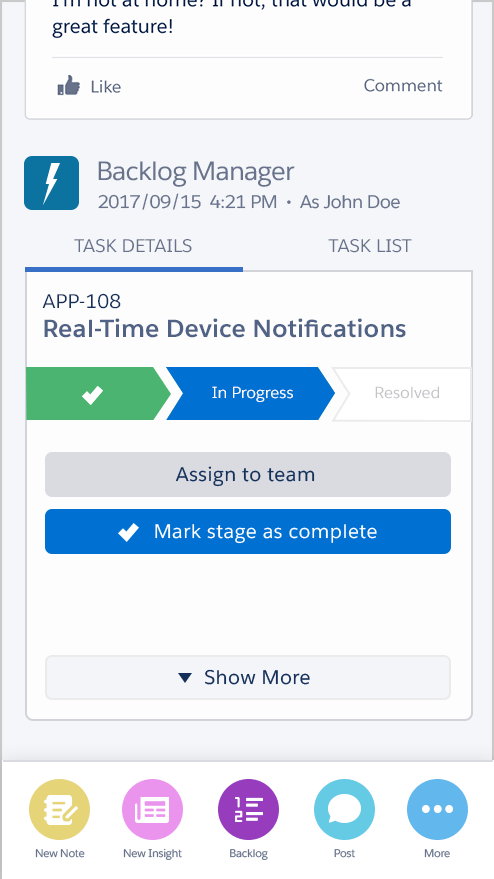 I'm not at home? If not, that would be a
great feature!
Like
Comment
Backlog Manager
2017/09/15 4:21 PM • As John Doe
TASK DETAILS
TASK LIST
APP-108
Real-Time Device Notifications
In Progress
Resolved
Assign to team
Mark stage as complete
Show More
New Note
New Insight
Backlog
Post
More